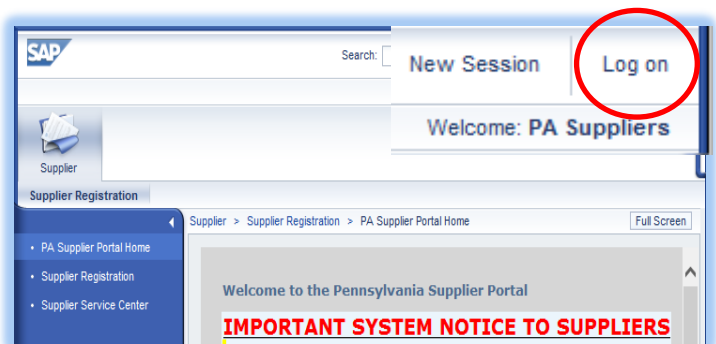 SAP
Search:
New Session Log on
Welcome: PA Suppliers
Supplier
Supplier Registration
Supplier > Supplier Registration > PA Supplier Portal Home Full Screen
• PA Supplier Portal Home
• Supplier Registration
• Supplier Service Center
Welcome to the Pennsylvania Supplier Portal
IMPORTANT SYSTEM NOTICE TO SUPPLIERS